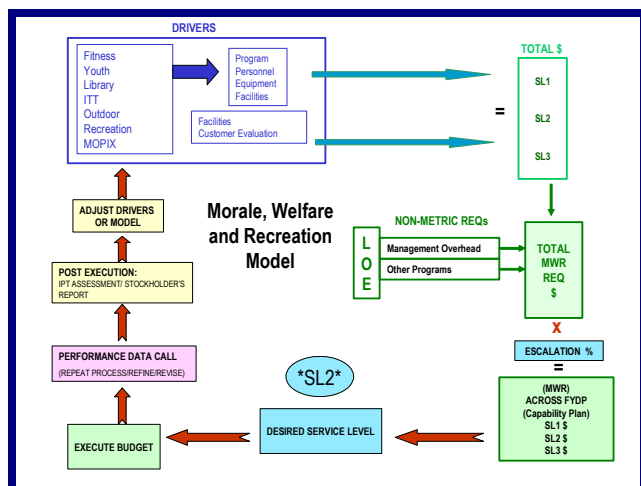 DRIVERS
Fitness
Youth
Library
ITT
Outdoor
Recreation
MOPIX
Program
Personnel
Equipment
Facilities
Facilities
Customer Evaluation
TOTAL $
=
SL1
SL2
SL3
ADJUST DRIVERS
OR MODEL
Morale, Welfare
and Recreation
Model
NON-METRIC REQs
L
O
E
Management Overhead
Other Programs
TOTAL
MWR
REQ
$
X
ESCALATION %
=
POST EXECUTION:
IPT ASSESSMENT/ STOCKHOLDER'S
REPORT
PERFORMANCE DATA CALL
(REPEAT PROCESS/REFINE/REVISE)
*SL2*
(MWR)
ACROSS FYDP
(Capability Plan)
SL1 $
SL2 $
SL3 $
DESIRED SERVICE LEVEL
EXECUTE BUDGET